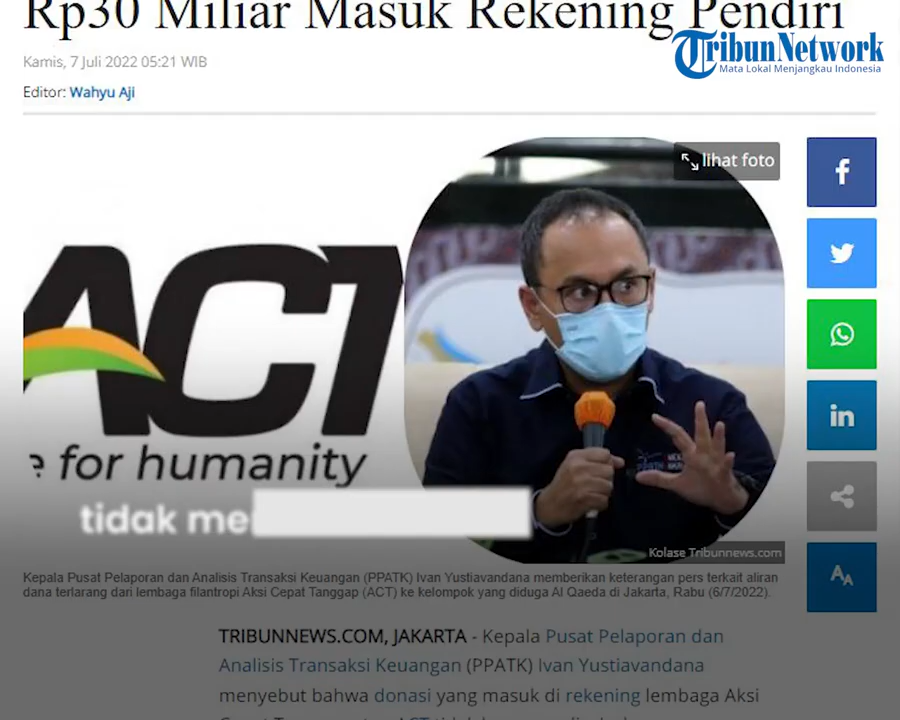 Rp30 Miliar Masuk Rekening Pendiri
TribunNetwork
Mata Lokal Menjangkau Indonesia
Kamis, 7 Juli 2022 05:21 WIB
Editor: Wahyu Aji
lihat foto
ACT
for humanity
tidak
Kolase Tribunnews.com
Kepala Pusat Pelaporan dan Analisis Transaksi Keuangan (PPATK) Ivan Yustiavandana memberikan keterangan pers terkait aliran
dana terlarang dari lembaga filantropi Aksi Cepat Tanggap (ACT) ke kelompok yang diduga Al Qaeda di Jakarta, Rabu (6/7/2022).
TRIBUNNEWS.COM, JAKARTA - Kepala Pusat Pelaporan dan
Analisis Transaksi Keuangan (PPATK) Ivan Yustiavandana
menyebut bahwa donasi yang masuk di rekening lembaga Aksi